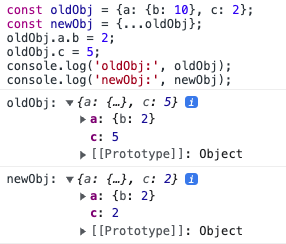 const oldObj = {a: {b: 10}, c: 2};
const newObj = {...oldObj};
oldObj.a.b = 2;
oldObj.c = 5;
console.log('oldObj:', oldObj);
console.log('newObj:', newObj);
oldObj: ▼{a: {…}, c: 5} i
▶a: {b: 2}
c: 5
▶[[Prototype]]: Object
newObj: ▼{a: {…}, c: 2} i
▶a: {b: 2}
c: 2
▶[[Prototype]]: Object